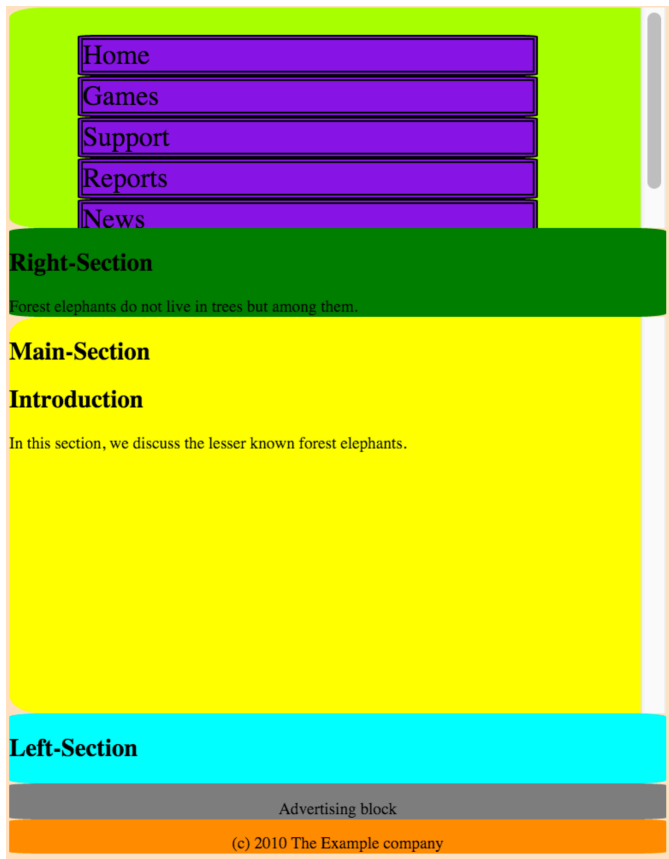 Home
Games
Support
Reports
News
Right-Section
Forest elephants do not live in trees but among them.
Main-Section
Introduction
In this section, we discuss the lesser known forest elephants.
Left-Section
Advertising block
(c) 2010 The Example company